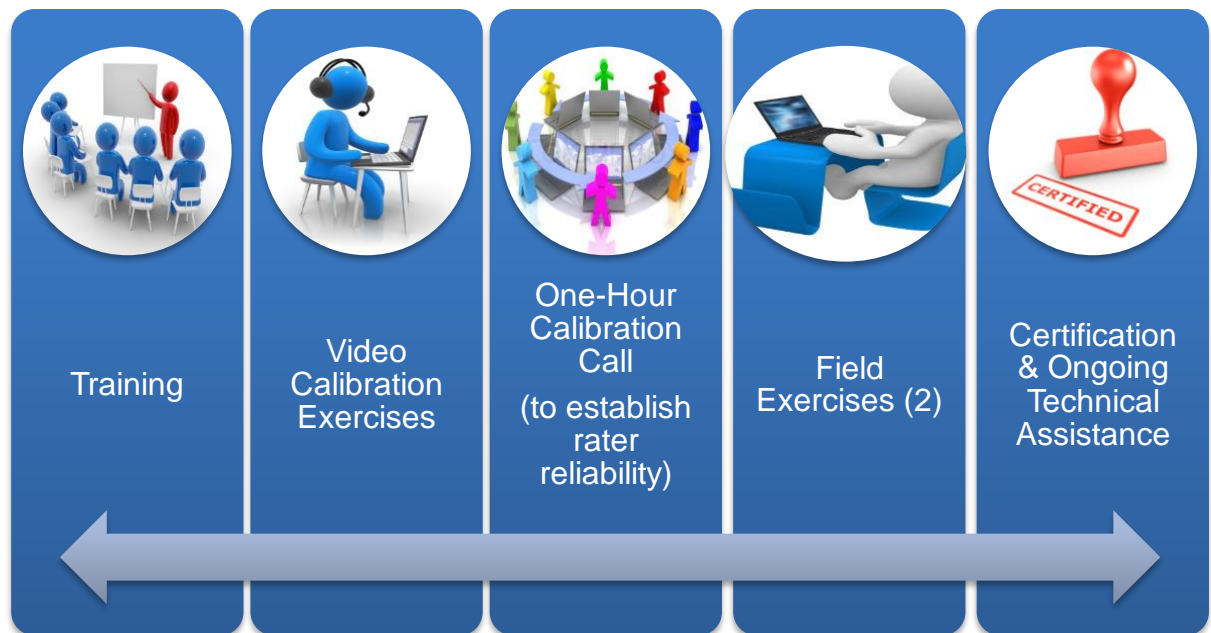 Training
Video
Calibration
Exercises
One-Hour
Calibration
Call
(to establish
rater
reliability)
Field
Exercises (2)
CERTIFIED
Certification
& Ongoing
Technical
Assistance